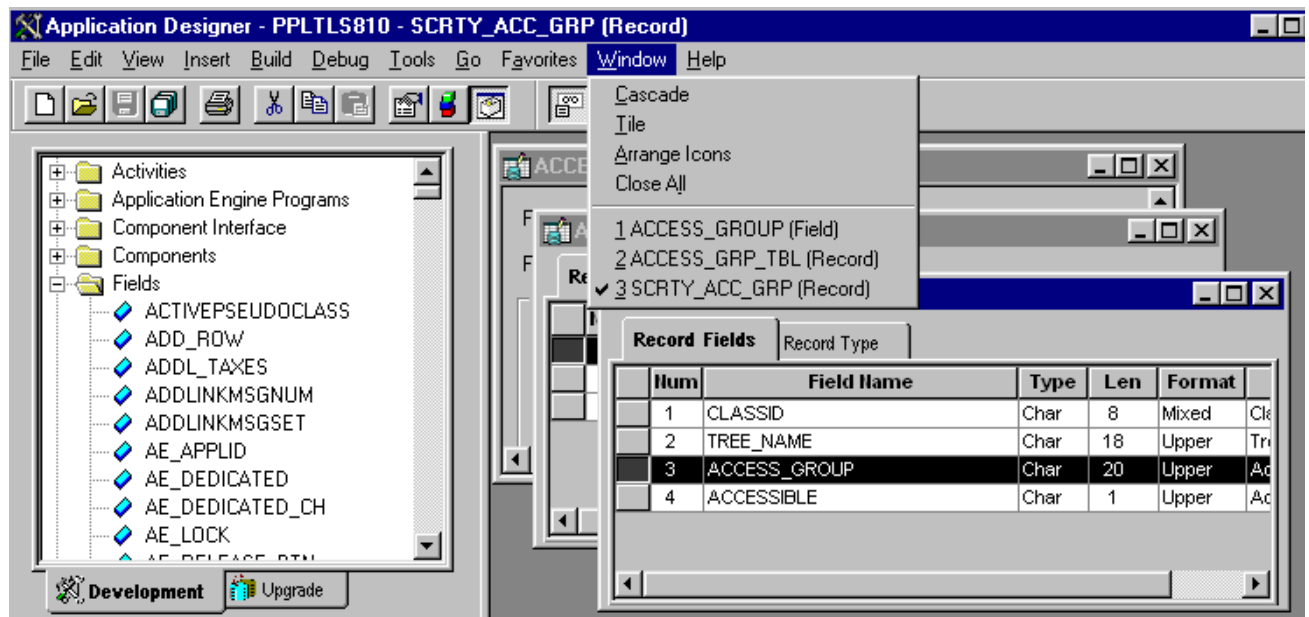 Application Designer - PPLTLS810 - SCRTY_ACC_GRP (Record)
File Edit View Insert Build Debug Tools Go Favorites Window Help
Cascade
Tile
Arrange Icons
Close All
1 ACCESS_GROUP (Field)
2 ACCESS_GRP_TBL (Record)
3 SCRTY_ACC_GRP (Record)
Activities
Application Engine Programs
Component Interface
Components
Fields
ACTIVEPSEUDOCLASS
ADD_ROW
ADDL_TAXES
ADDLINKMSGNUM
ADDLINKMSGSET
AE_APPLID
AE_DEDICATED
AE_DEDICATED_CH
AE_LOCK
Development Upgrade
Record Fields Record Type
Num Field Name Type Len Format
1 CLASSID Char 8 Mixed
2 TREE_NAME Char 18 Upper
3 ACCESS_GROUP Char 20 Upper
4 ACCESSIBLE Char 1 Upper